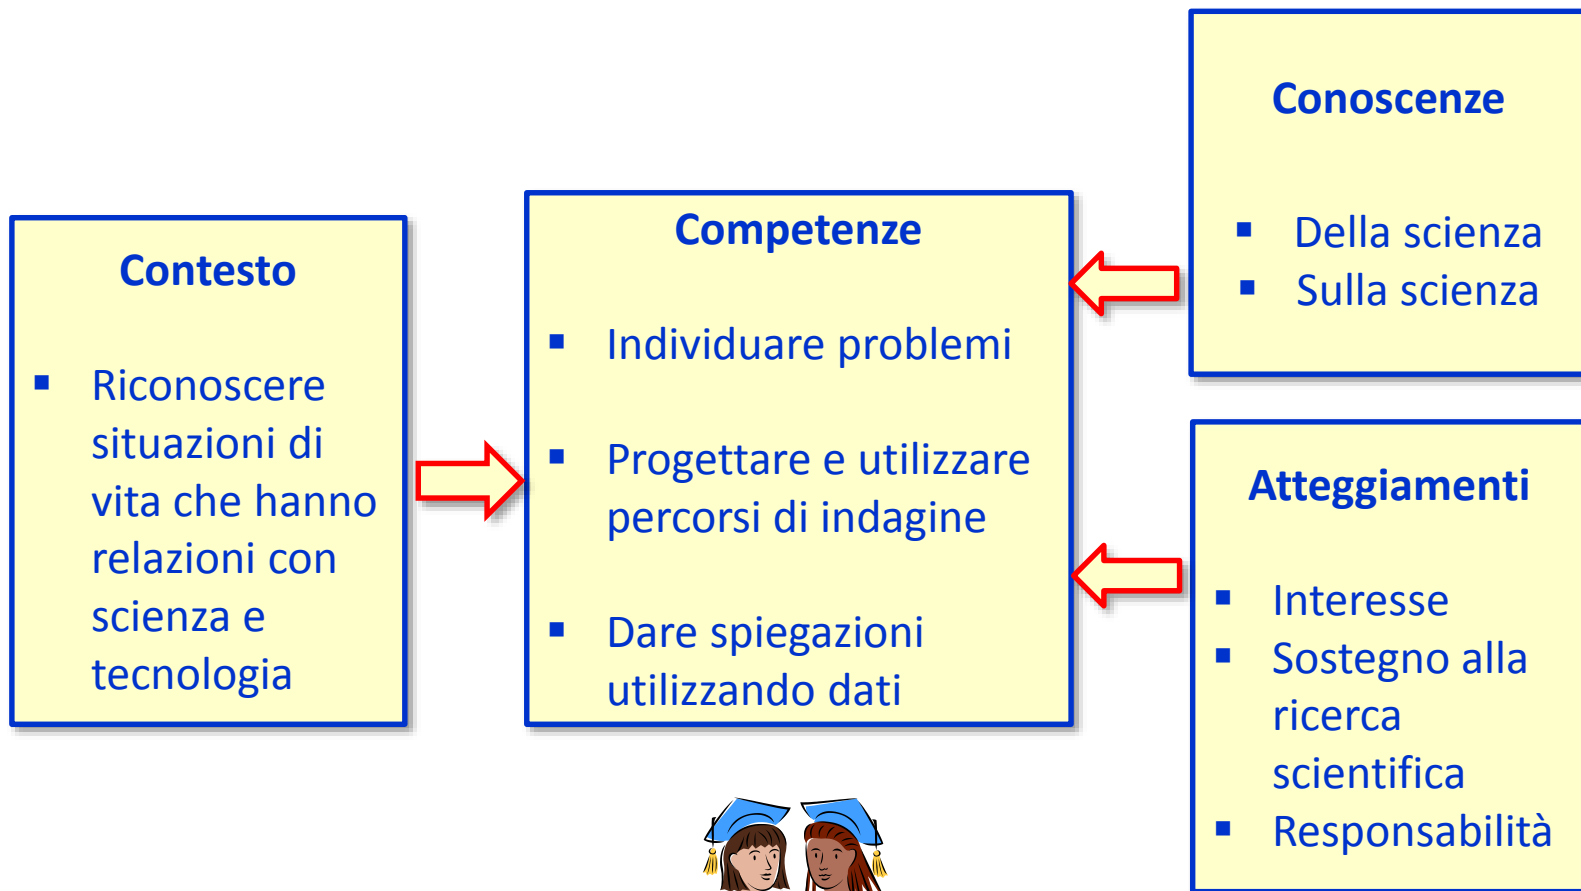 Contesto
Riconoscere
situazioni di
vita che hanno
relazioni con
scienza e
tecnologia
Competenze
Individuare problemi
Progettare e utilizzare
percorsi di indagine
Dare spiegazioni
utilizzando dati
Conoscenze
Della scienza
Sulla scienza
Atteggiamenti
Interesse
Sostegno alla
ricerca
scientifica
Responsabilità